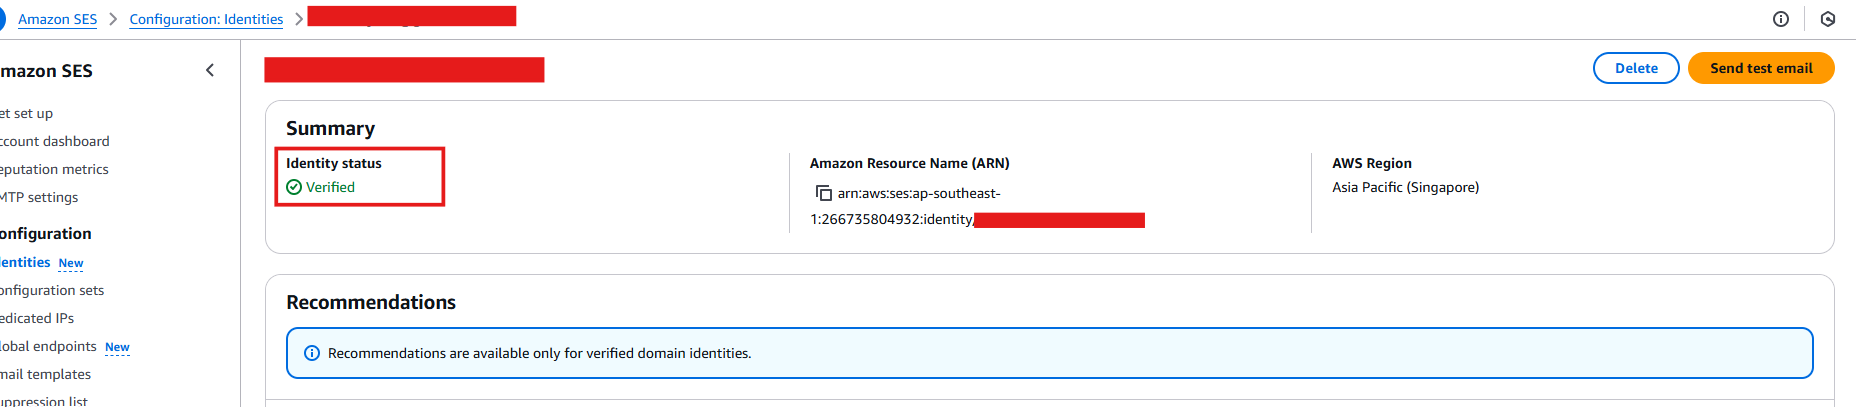 Amazon SES > Configuration: Identities >
mazon SES
Delete
Send test email
et set up
ccount dashboard
eputation metrics
MTP settings
onfiguration
entities New
onfiguration sets
edicated IPs
lobal endpoints New
mail templates
uppression list
Summary
Identity status
Verified
Amazon Resource Name (ARN)
arn:aws:ses:ap-southeast-
1:266735804932:identity/
AWS Region
Asia Pacific (Singapore)
Recommendations
Recommendations are available only for verified domain identities.